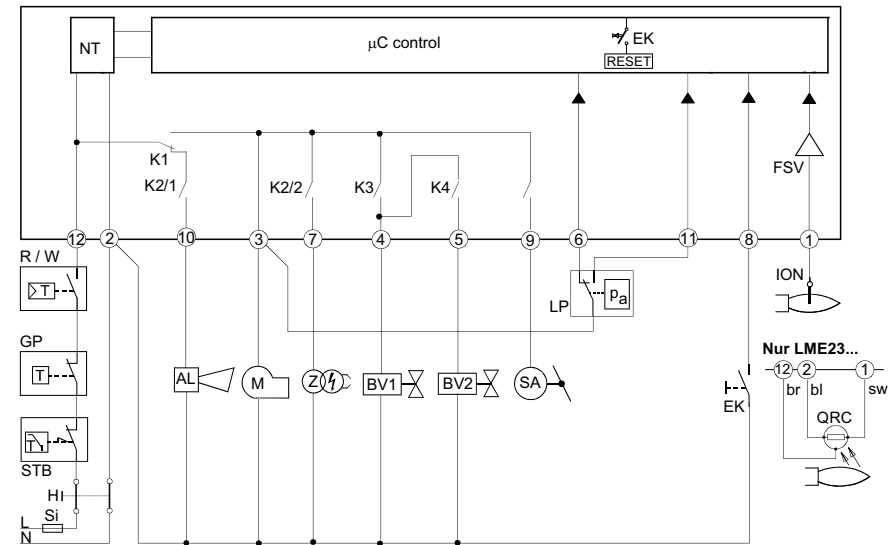 NT
µC control
EK
RESET
FSV
K1
K2/1
K2/2
K3
K4
12
2
10
3
7
4
5
9
6
11
8
1
R / W
T
GP
T
STB
T
H
Si
L
N
AL
M
Z
BV1
BV2
SA
LP
pa
ION
EK
Nur LME23...
12
2
1
br
bl
sw
QRC